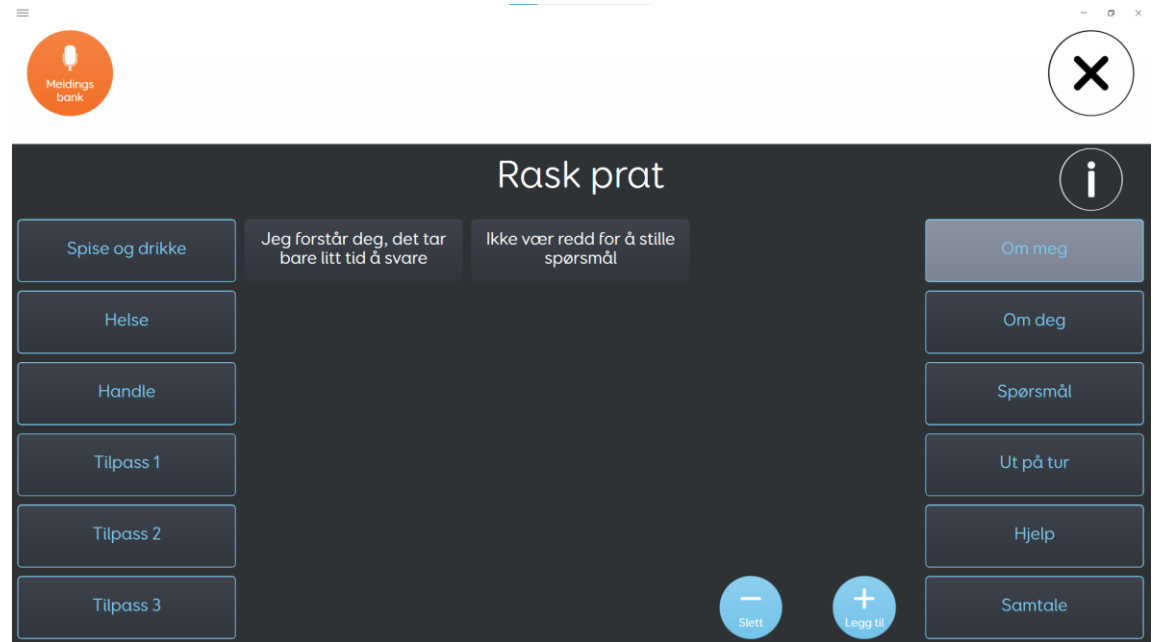 Meldings
bank
Rask prat
i
Spise og drikke
Jeg forstår deg, det tar
bare litt tid å svare
Ikke vær redd for å stille
spørsmål
Om meg
Helse
Om deg
Handle
Spørsmål
Tilpass 1
Ut på tur
Tilpass 2
Hjelp
Tilpass 3
Slett
Legg til
Samtale